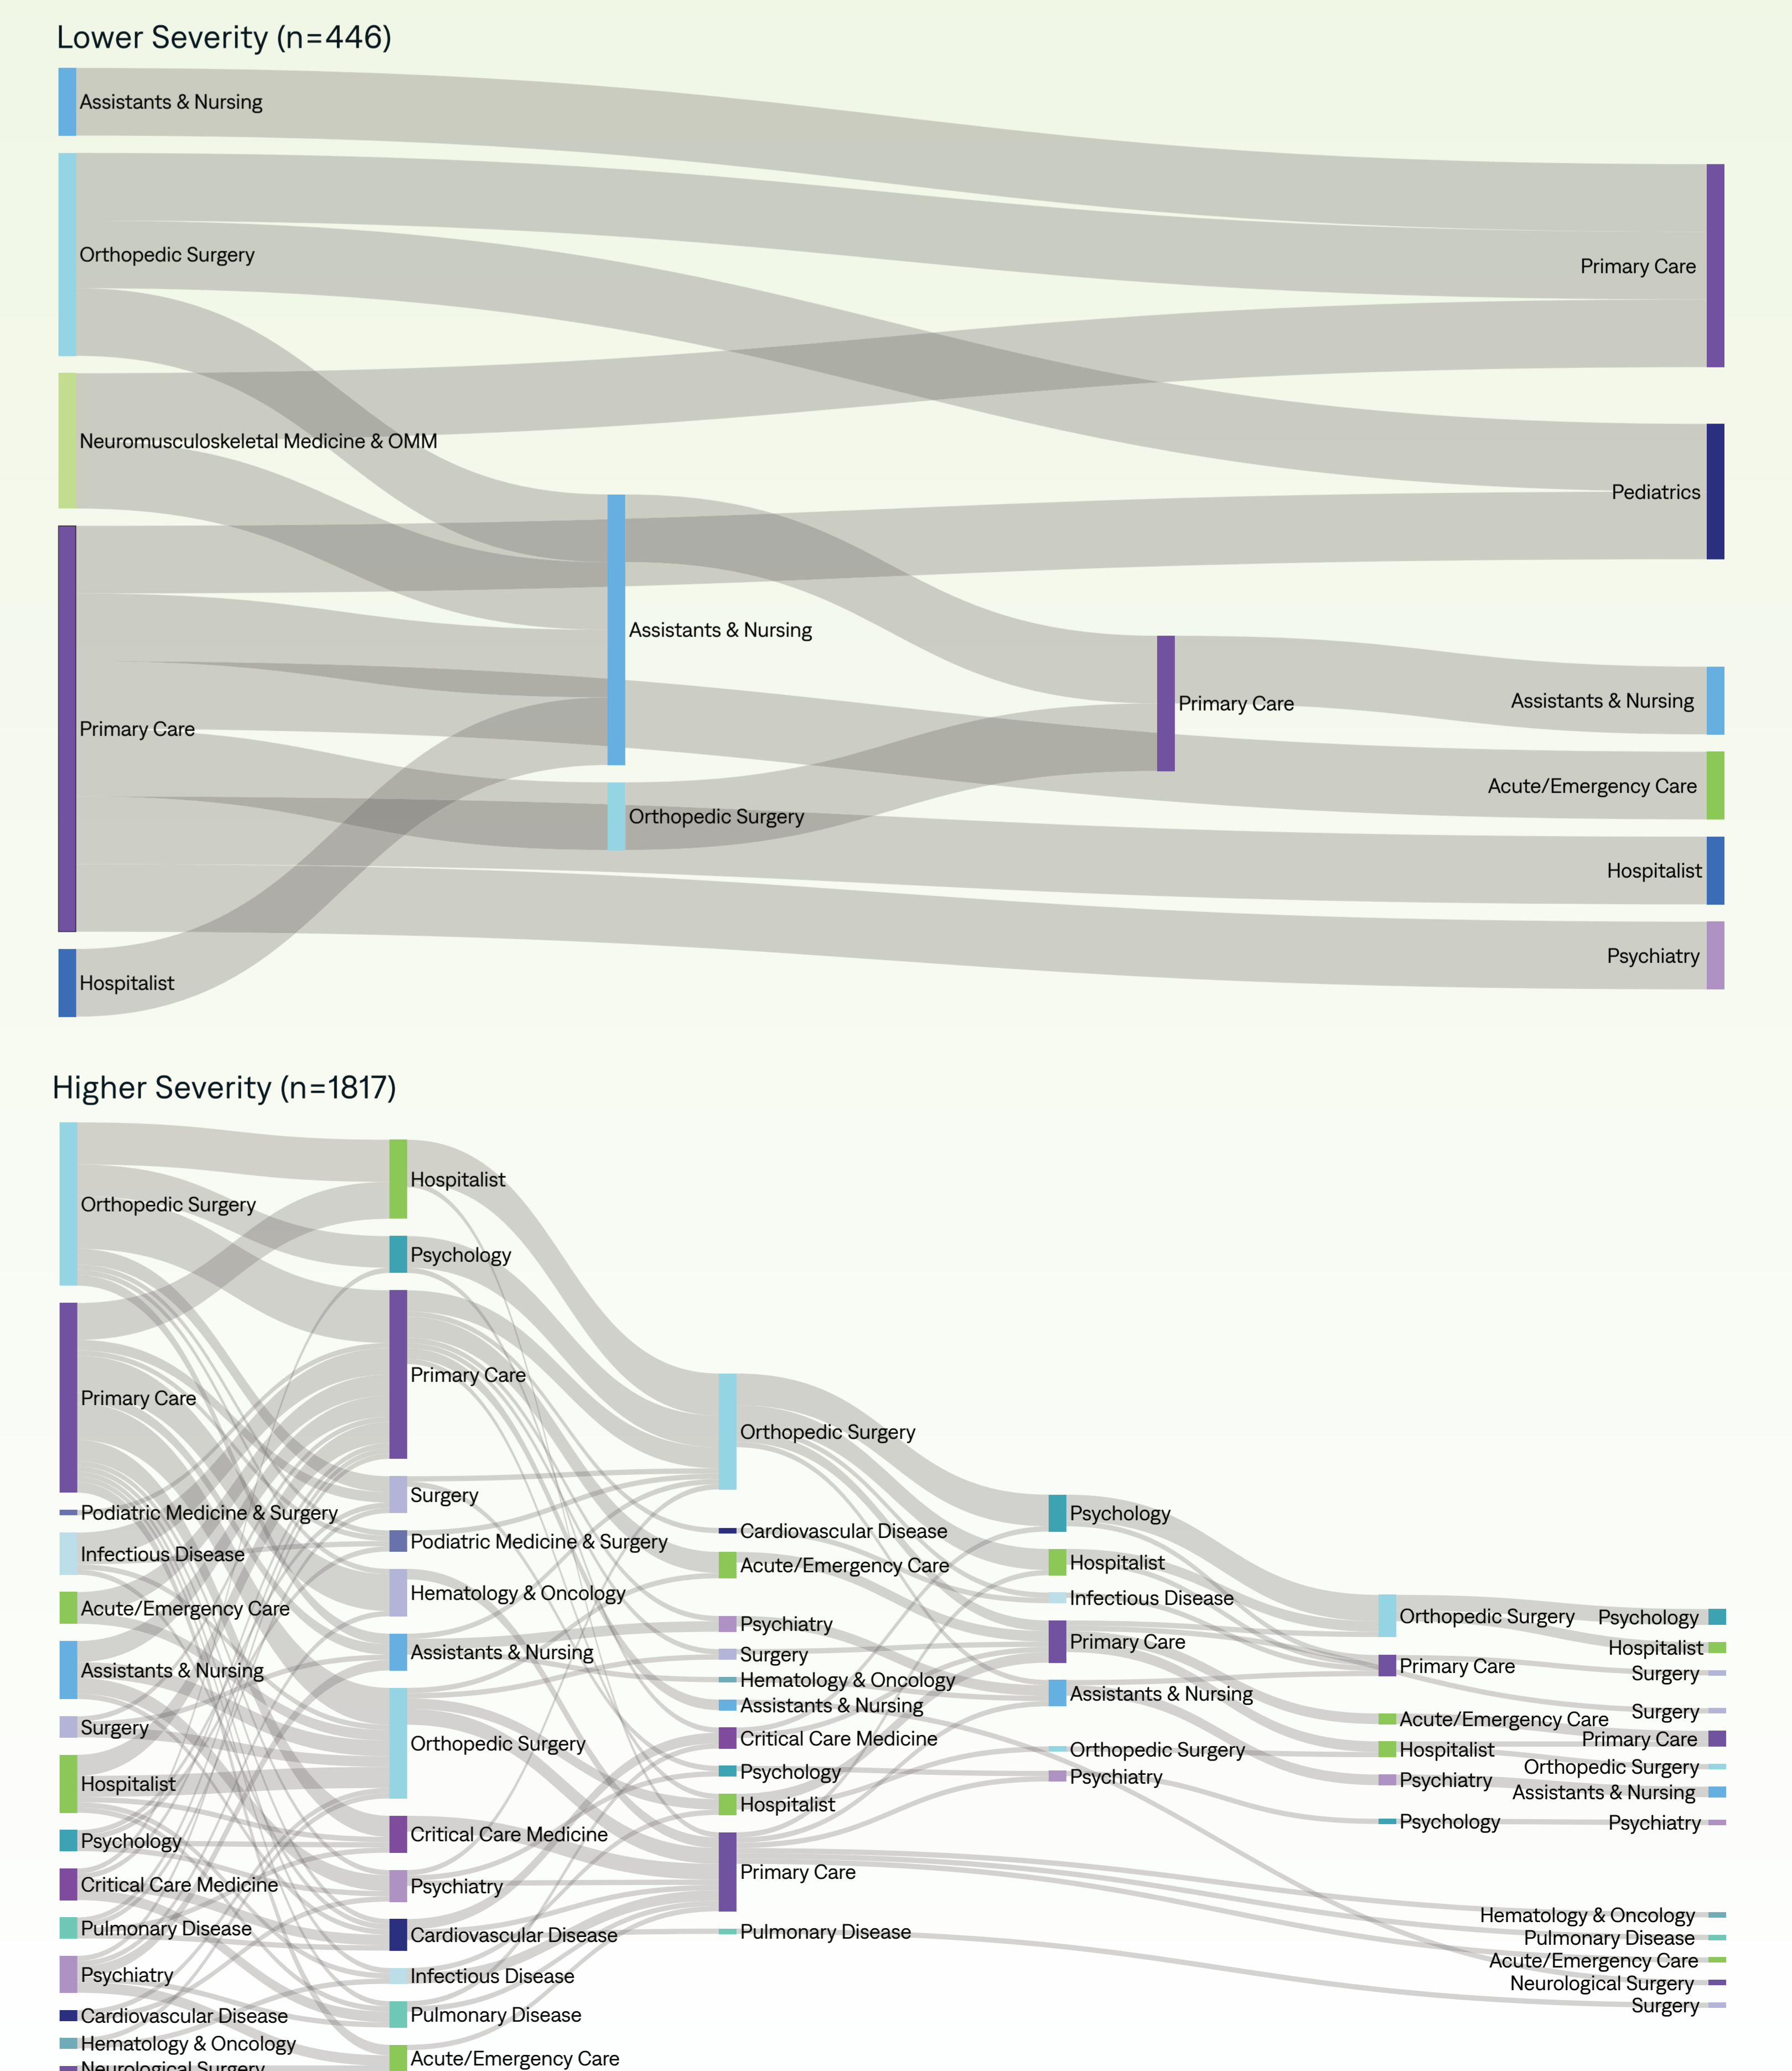 Lower Severity (n=446)
Assistants & Nursing
Orthopedic Surgery
Neuromusculoskeletal Medicine & OMM
Primary Care
Hospitalist
Assistants & Nursing
Orthopedic Surgery
Primary Care
Primary Care
Pediatrics
Assistants & Nursing
Acute/Emergency Care
Hospitalist
Psychiatry
Higher Severity (n=1817)
Orthopedic Surgery
Primary Care
Podiatric Medicine & Surgery
Infectious Disease
Acute/Emergency Care
Assistants & Nursing
Surgery
Hospitalist
Psychology
Critical Care Medicine
Pulmonary Disease
Psychiatry
Cardiovascular Disease
Hematology & Oncology
Neurological Surgery
Hospitalist
Psychology
Primary Care
Surgery
Podiatric Medicine & Surgery
Hematology & Oncology
Assistants & Nursing
Orthopedic Surgery
Critical Care Medicine
Psychiatry
Cardiovascular Disease
Infectious Disease
Pulmonary Disease
Acute/Emergency Care
Orthopedic Surgery
Cardiovascular Disease
Acute/Emergency Care
Psychiatry
Surgery
Hematology & Oncology
Assistants & Nursing
Critical Care Medicine
Psychology
Hospitalist
Primary Care
Pulmonary Disease
Psychology
Hospitalist
Infectious Disease
Primary Care
Assistants & Nursing
Orthopedic Surgery
Psychiatry
Orthopedic Surgery
Primary Care
Acute/Emergency Care
Hospitalist
Psychiatry
Psychology
Psychology
Hospitalist
Surgery
Surgery
Primary Care
Orthopedic Surgery
Assistants & Nursing
Psychiatry
Hematology & Oncology
Pulmonary Disease
Acute/Emergency Care
Neurological Surgery
Surgery